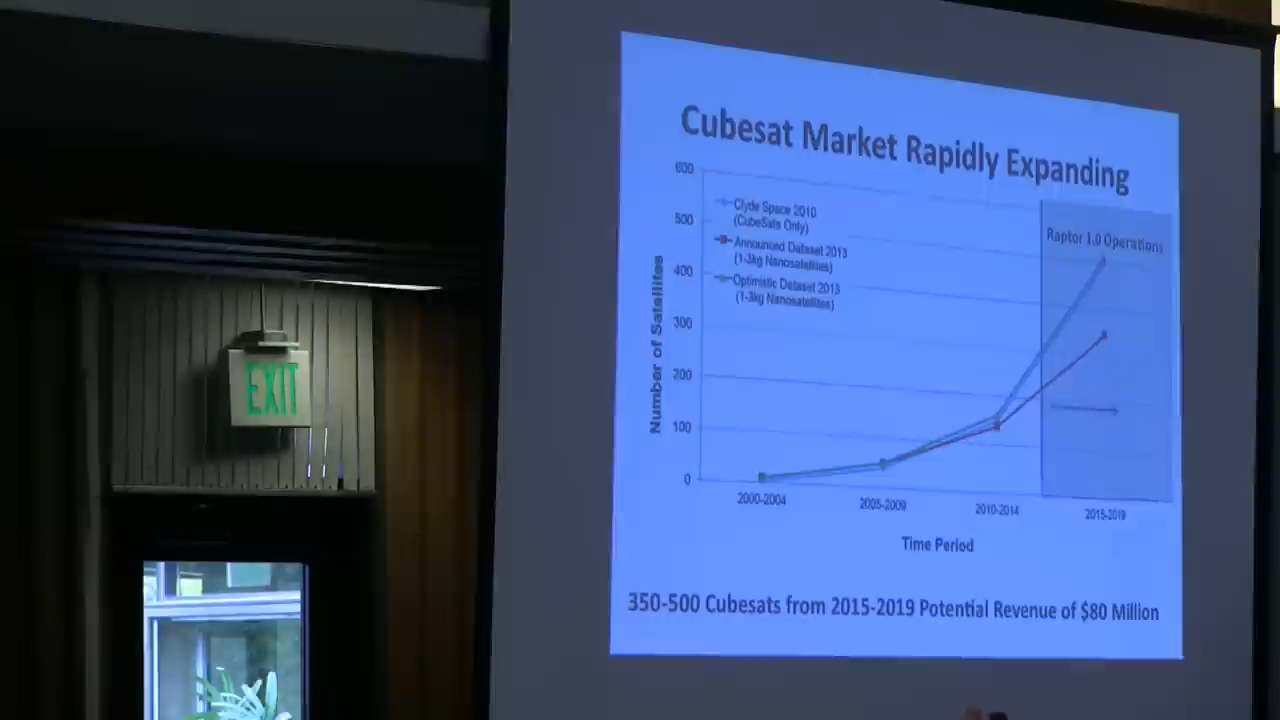 EXIT
Cubesat Market Rapidly Expanding
600
500
400
300
200
100
0
Number of Satellites
Clyde Space 2010
(CubeSats Only)
Announced Dataset 2013
(1-3kg Nanosatellites)
Optimistic Dataset 2013
(1-3kg Nanosatellites)
Raptor 1.0 Operations
2000-2004
2005-2009
2010-2014
2015-2019
Time Period
350-500 Cubesats from 2015-2019 Potential Revenue of $80 Million